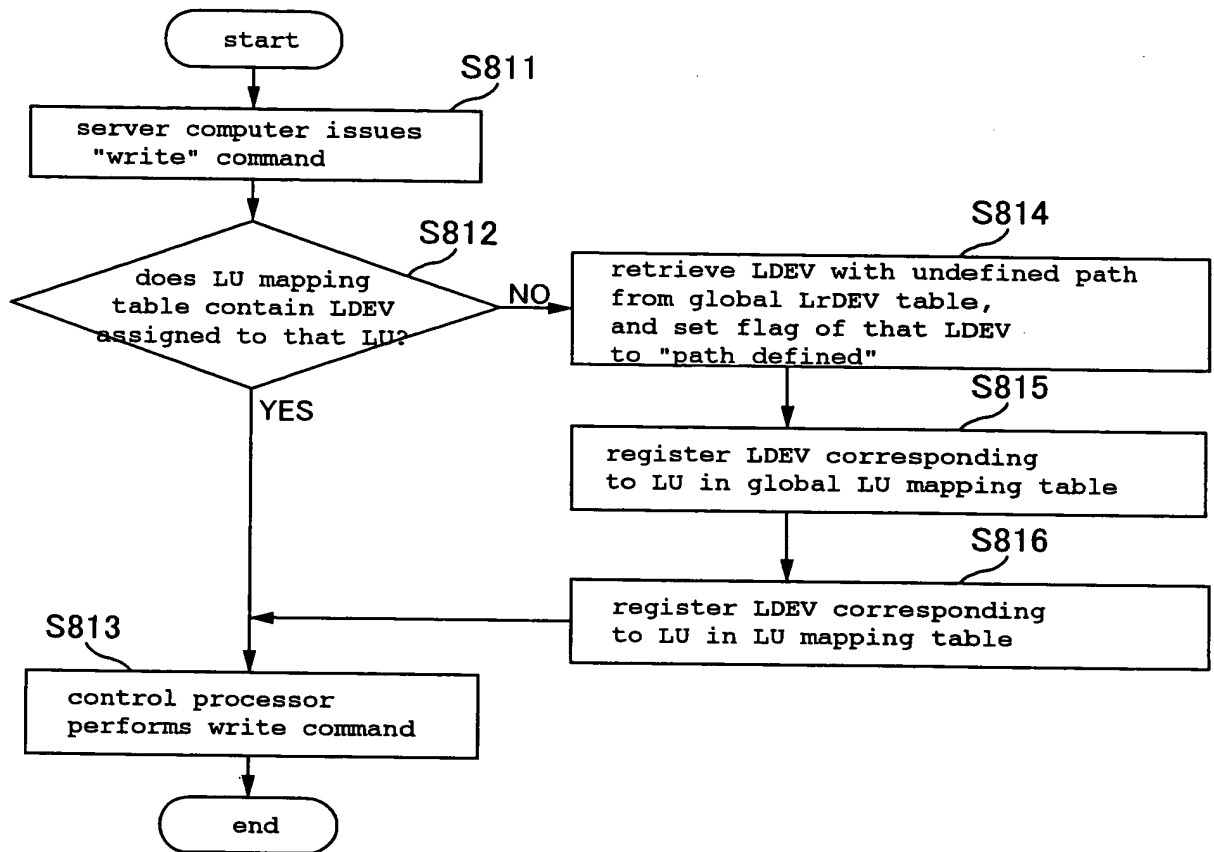 start
S811
server computer issues
"write" command
S812
does LU mapping
table contain LDEV
assigned to that LU?
NO
YES
S814
retrieve LDEV with undefined path
from global LrDEV table,
and set flag of that LDEV
to "path defined"
S815
register LDEV corresponding
to LU in global LU mapping table
S816
register LDEV corresponding
to LU in LU mapping table
S813
control processor
performs write command
end